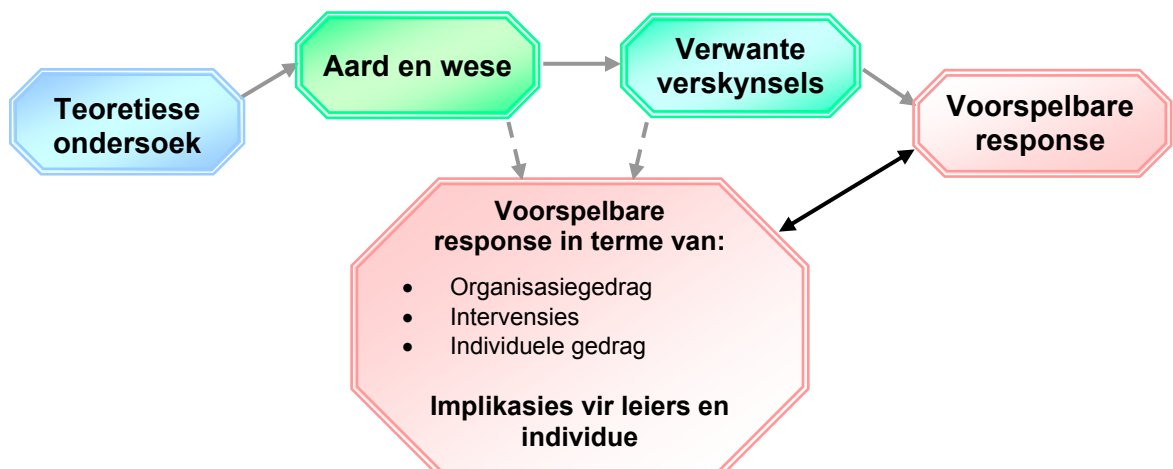 Teoretiese
ondersoek
Aard en wese
Verwante
verskynsels
Voorspelbare
response
Voorspelbare
response in terme van:
• Organisasiegedrag
• Intervensies
• Individuele gedrag
Implikasies vir leiers en
individue